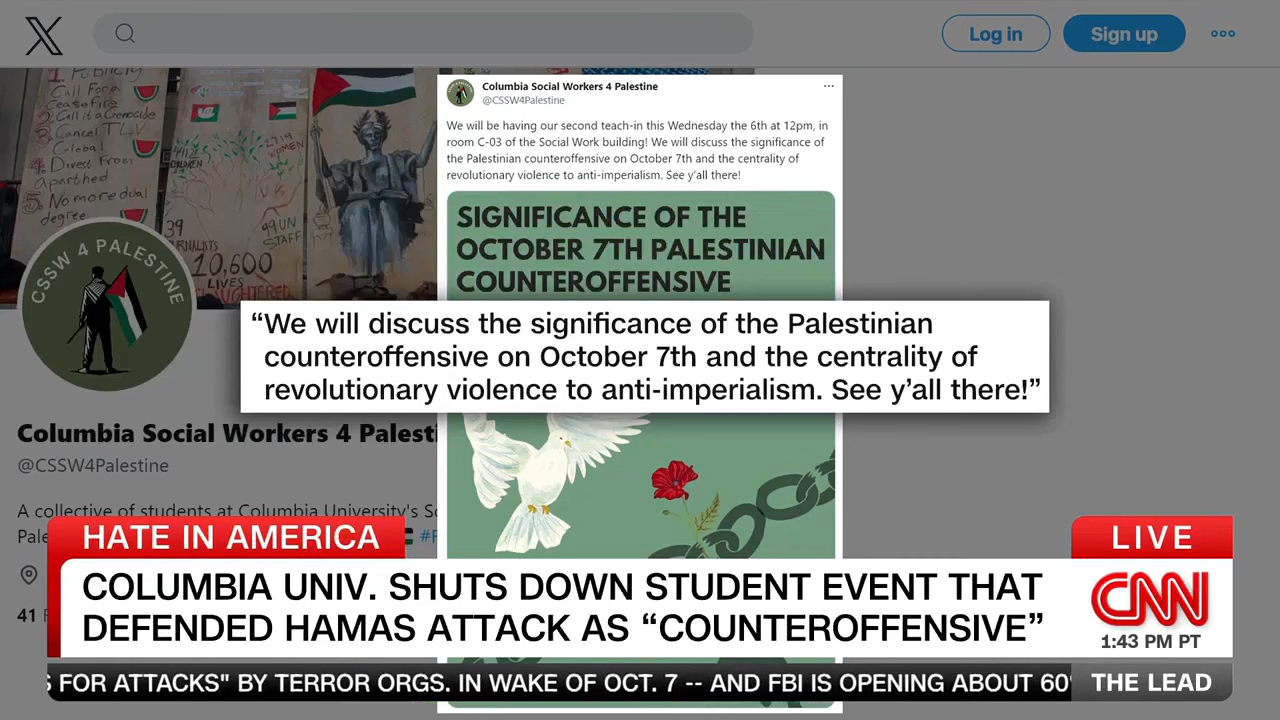 X
Log in
Sign up
1. Publicly
Call For a
Ceasefire
2. Call it a Genocide
3. Cancel TLV
Global
4. Divest From
apartheid
5. No more dual
degree
CHILDREN
WOMEN
39
99 UN
STAFF
10,600
LIVES
SLAUGHTERED
CSSW 4 PALESTINE
Columbia Social Workers 4 Palesti
@CSSW4Palestine
A collective of students at Columbia University's S
Pale
#F
41 F
Columbia Social Workers 4 Palestine
@CSSW4Palestine
We will be having our second teach-in this Wednesday the 6th at 12pm, in
room C-03 of the Social Work building! We will discuss the significance of
the Palestinian counteroffensive on October 7th and the centrality of
revolutionary violence to anti-imperialism. See y'all there!
SIGNIFICANCE OF THE
OCTOBER 7TH PALESTINIAN
COUNTEROFFENSIVE
“We will discuss the significance of the Palestinian
counteroffensive on October 7th and the centrality of
revolutionary violence to anti-imperialism. See y’all there!”
HATE IN AMERICA
LIVE
COLUMBIA UNIV. SHUTS DOWN STUDENT EVENT THAT
DEFENDED HAMAS ATTACK AS “COUNTEROFFENSIVE”
CNN
1:43 PM PT
S FOR ATTACKS" BY TERROR ORGS. IN WAKE OF OCT. 7 -- AND FBI IS OPENING ABOUT 60
THE LEAD